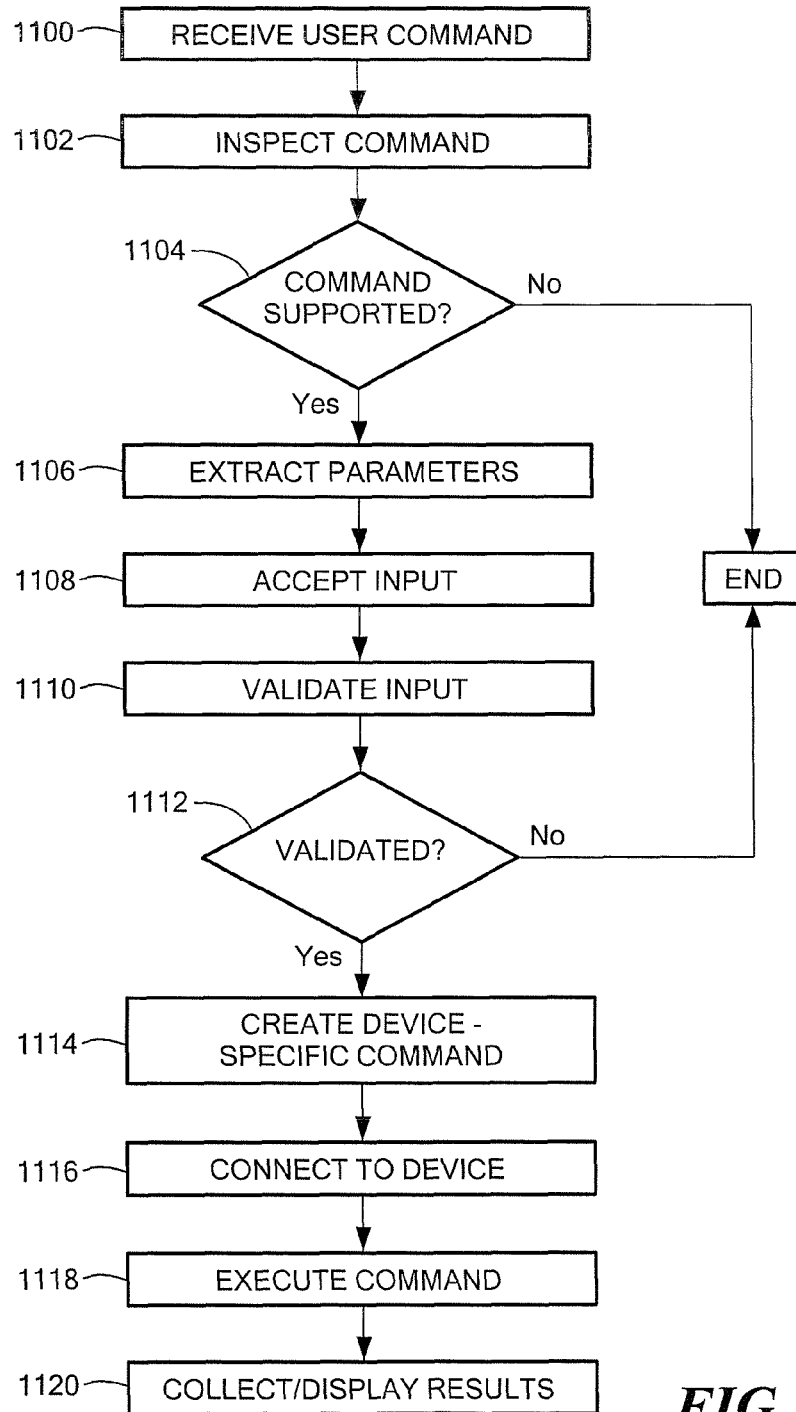 1100 RECEIVE USER COMMAND
1102 INSPECT COMMAND
1104
COMMAND
SUPPORTED?
No
Yes
1106 EXTRACT PARAMETERS
1108 ACCEPT INPUT
END
1110 VALIDATE INPUT
1112
VALIDATED?
No
Yes
1114
CREATE DEVICE -
SPECIFIC COMMAND
1116 CONNECT TO DEVICE
1118 EXECUTE COMMAND
1120 COLLECT/DISPLAY RESULTS
FIG